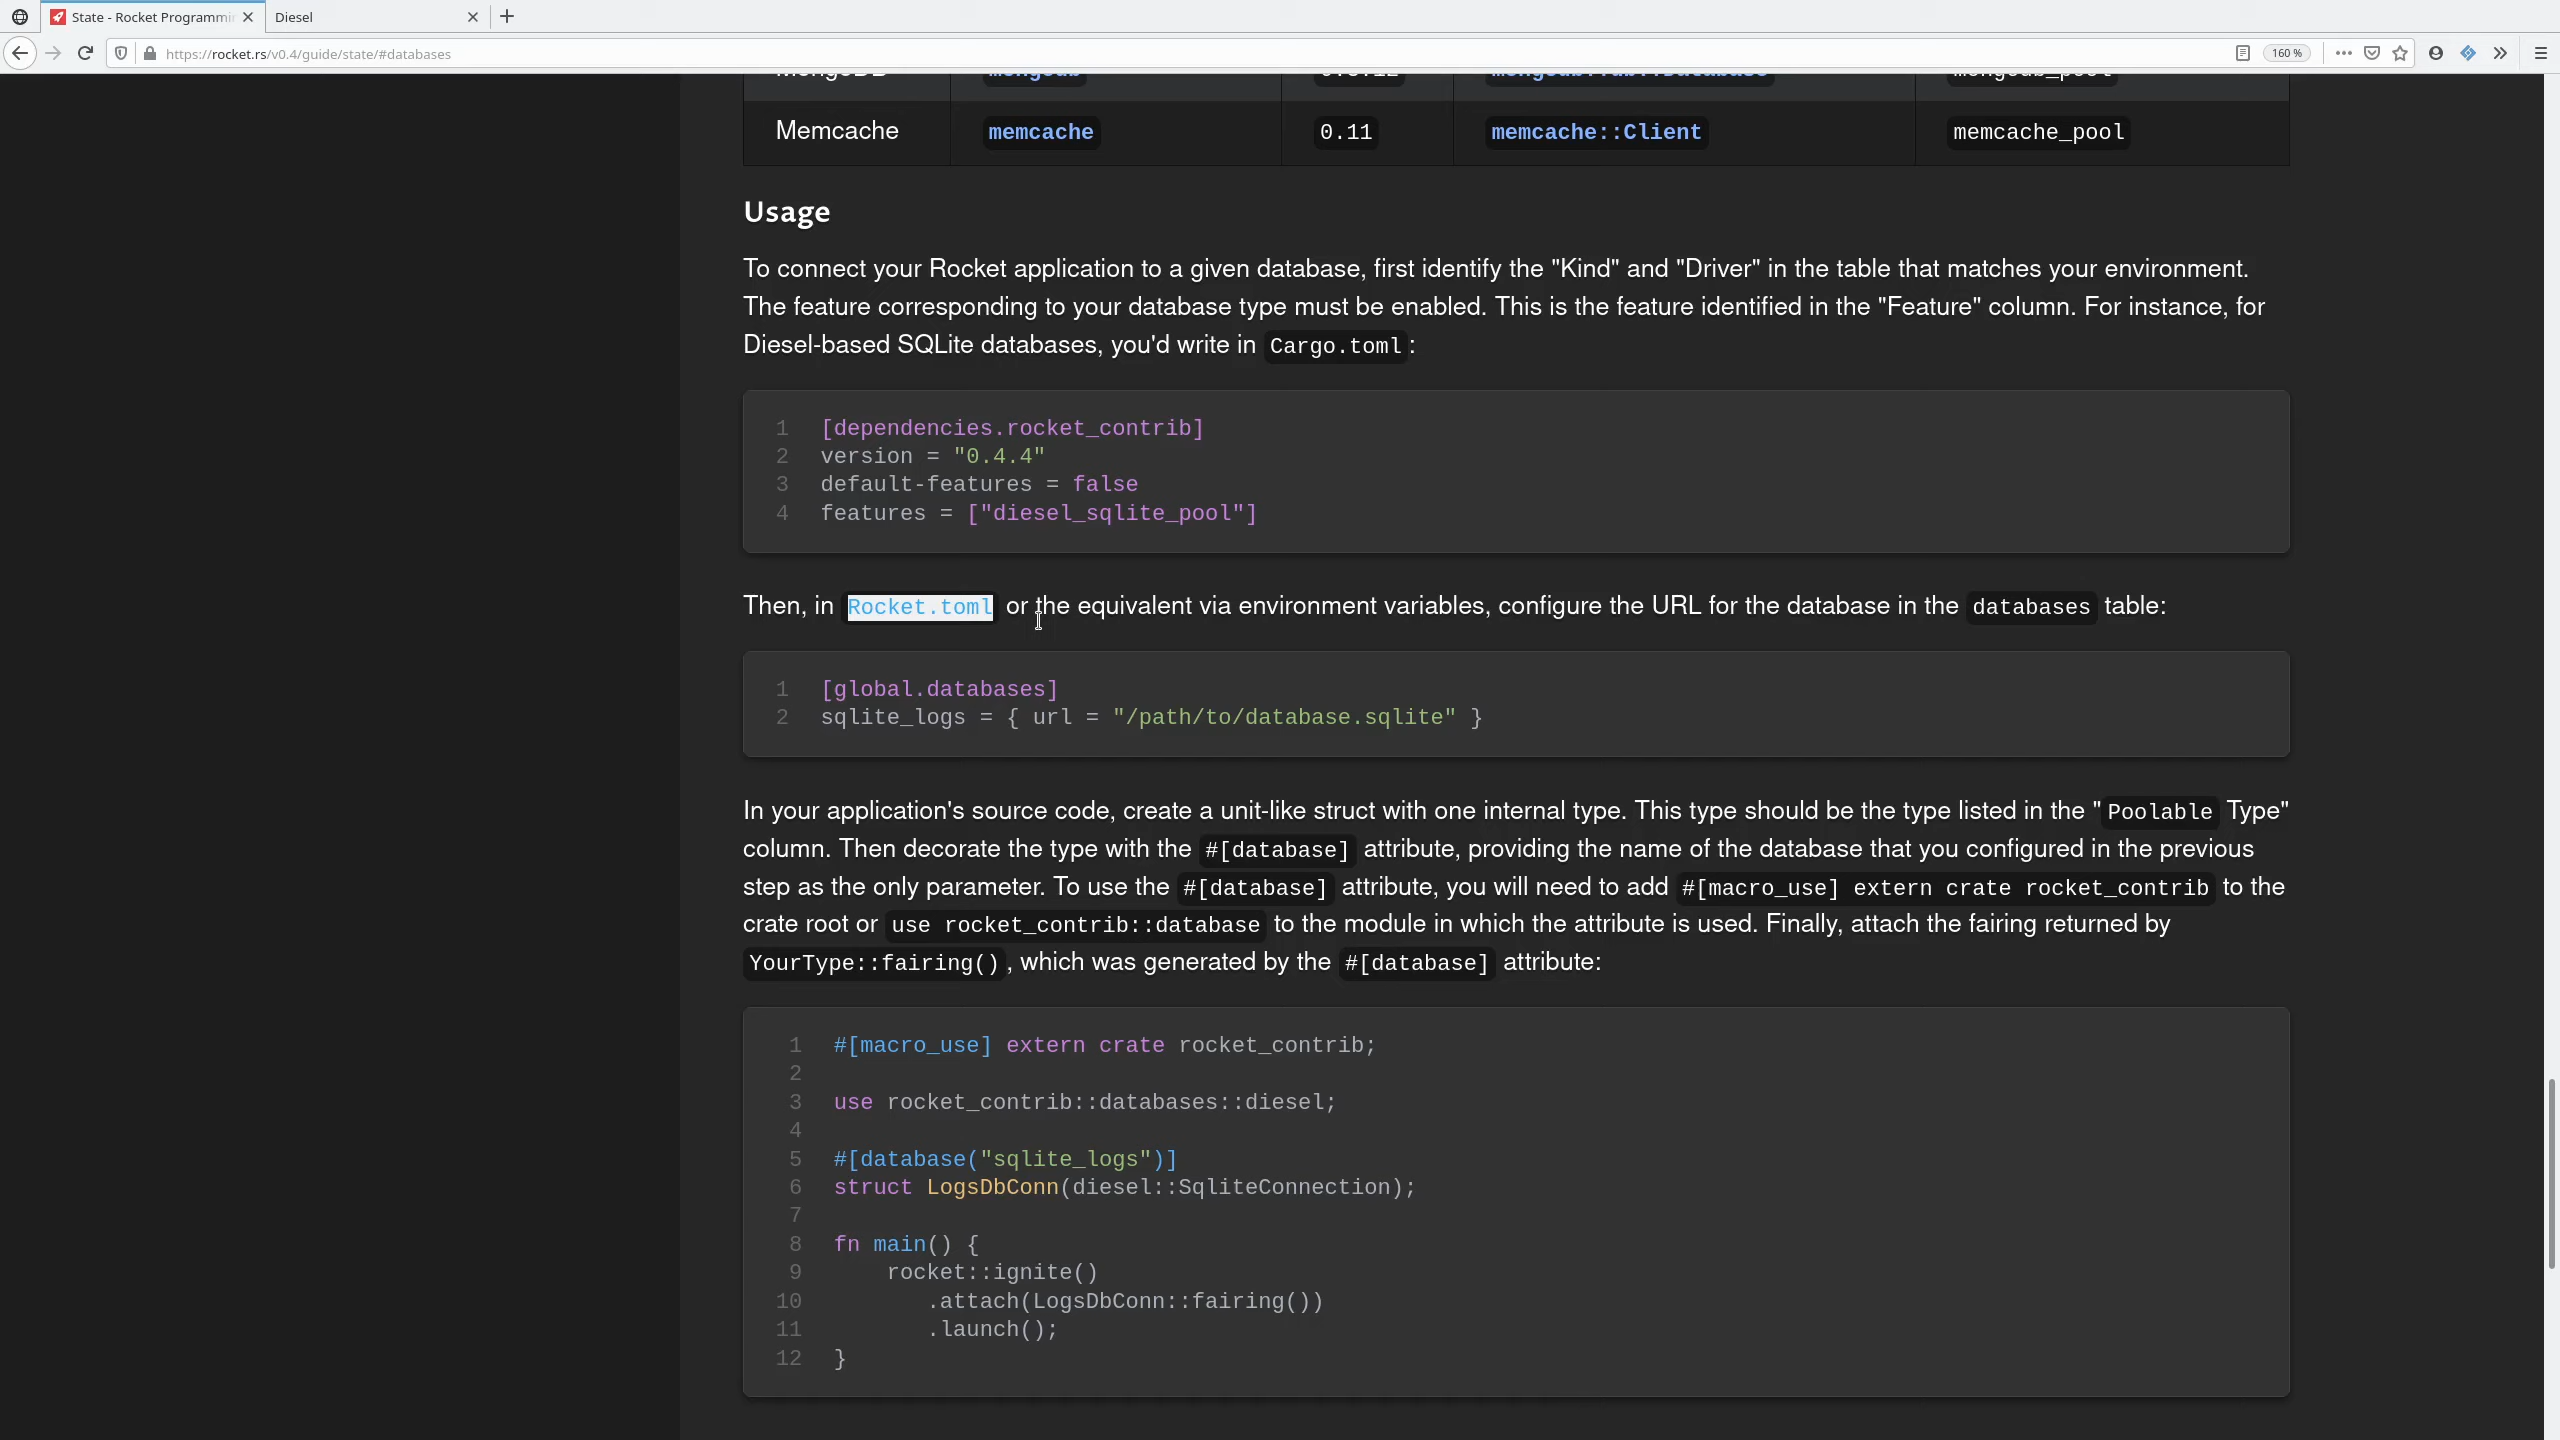 State - Rocket Programmi
Diesel
https://rocket.rs/v0.4/guide/state/#databases
160 %
Memcache memcache 0.11 memcache::Client memcache_pool
Usage
To connect your Rocket application to a given database, first identify the "Kind" and "Driver" in the table that matches your environment.
The feature corresponding to your database type must be enabled. This is the feature identified in the "Feature" column. For instance, for
Diesel-based SQLite databases, you'd write in Cargo.toml:
1 [dependencies.rocket_contrib]
2 version = "0.4.4"
3 default-features = false
4 features = ["diesel_sqlite_pool"]
Then, in Rocket.toml or the equivalent via environment variables, configure the URL for the database in the databases table:
1 [global.databases]
2 sqlite_logs = { url = "/path/to/database.sqlite" }
In your application's source code, create a unit-like struct with one internal type. This type should be the type listed in the "Poolable Type"
column. Then decorate the type with the #[database] attribute, providing the name of the database that you configured in the previous
step as the only parameter. To use the #[database] attribute, you will need to add #[macro_use] extern crate rocket_contrib to the
crate root or use rocket_contrib::database to the module in which the attribute is used. Finally, attach the fairing returned by
YourType::fairing(), which was generated by the #[database] attribute:
1 #[macro_use] extern crate rocket_contrib;
2
3 use rocket_contrib::databases::diesel;
4
5 #[database("sqlite_logs")]
6 struct LogsDbConn(diesel::SqliteConnection);
7
8 fn main() {
9 rocket::ignite()
10 .attach(LogsDbConn::fairing())
11 .launch();
12 }